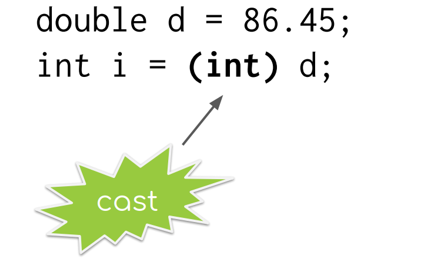 double d = 86.45;
int i = (int) d;
cast